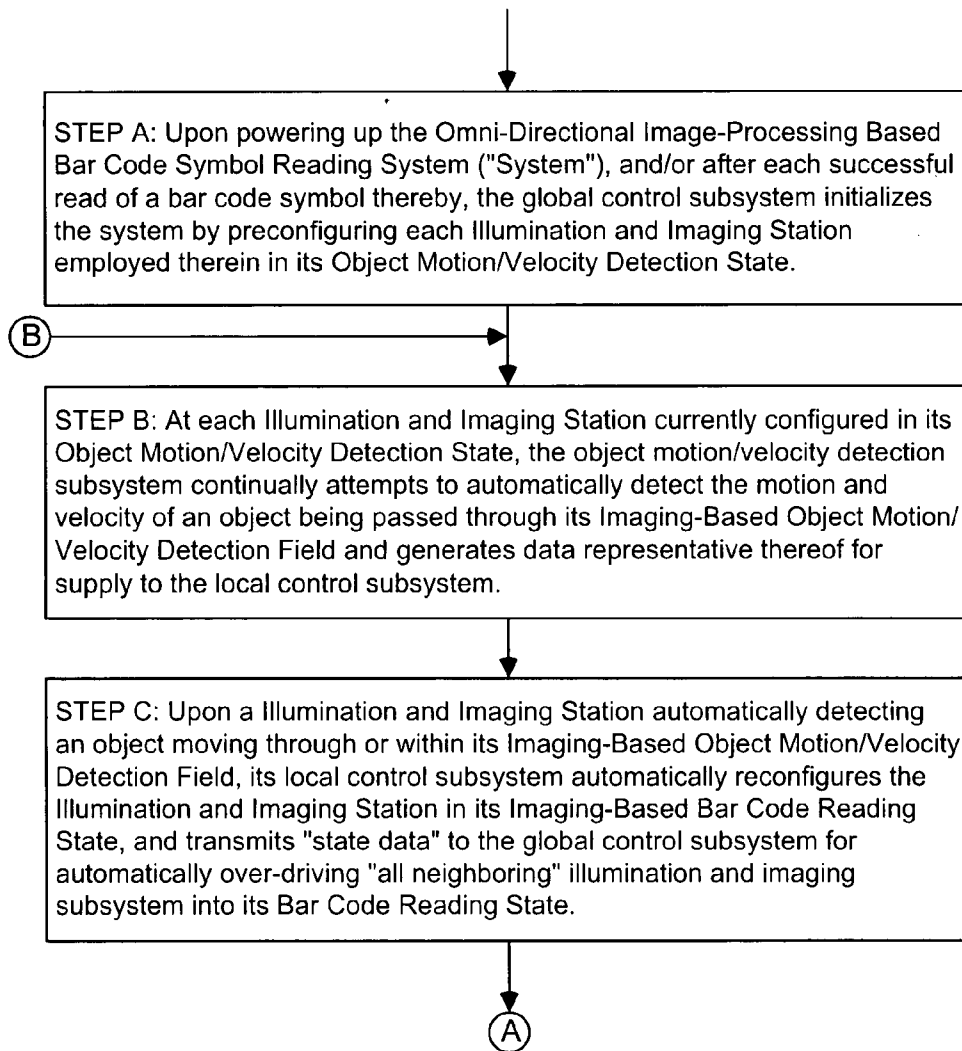 STEP A: Upon powering up the Omni-Directional Image-Processing Based
Bar Code Symbol Reading System ("System"), and/or after each successful
read of a bar code symbol thereby, the global control subsystem initializes
the system by preconfiguring each Illumination and Imaging Station
employed therein in its Object Motion/Velocity Detection State.
B
STEP B: At each Illumination and Imaging Station currently configured in its
Object Motion/Velocity Detection State, the object motion/velocity detection
subsystem continually attempts to automatically detect the motion and
velocity of an object being passed through its Imaging-Based Object Motion/
Velocity Detection Field and generates data representative thereof for
supply to the local control subsystem.
STEP C: Upon a Illumination and Imaging Station automatically detecting
an object moving through or within its Imaging-Based Object Motion/Velocity
Detection Field, its local control subsystem automatically reconfigures the
Illumination and Imaging Station in its Imaging-Based Bar Code Reading
State, and transmits "state data" to the global control subsystem for
automatically over-driving "all neighboring" illumination and imaging
subsystem into its Bar Code Reading State.
A